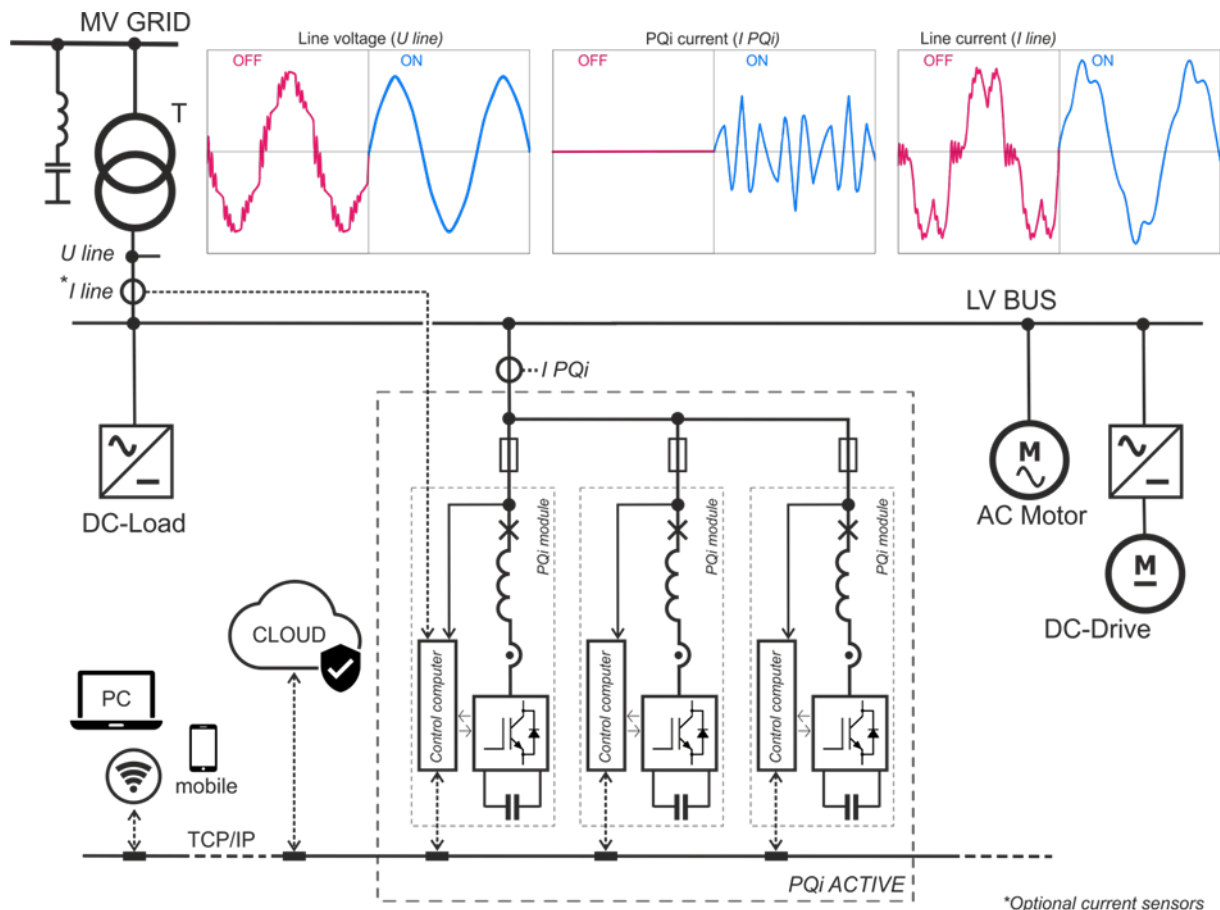 MV GRID
Line voltage (U line)
OFF
ON
PQi current (I PQi)
OFF
ON
Line current (I line)
OFF
ON
T
U line
*I line
LV BUS
I PQi
DC-Load
M
AC Motor
M
DC-Drive
PQi module
PQi module
PQi module
Control computer
Control computer
Control computer
CLOUD
PC
mobile
TCP/IP
PQi ACTIVE
*Optional current sensors